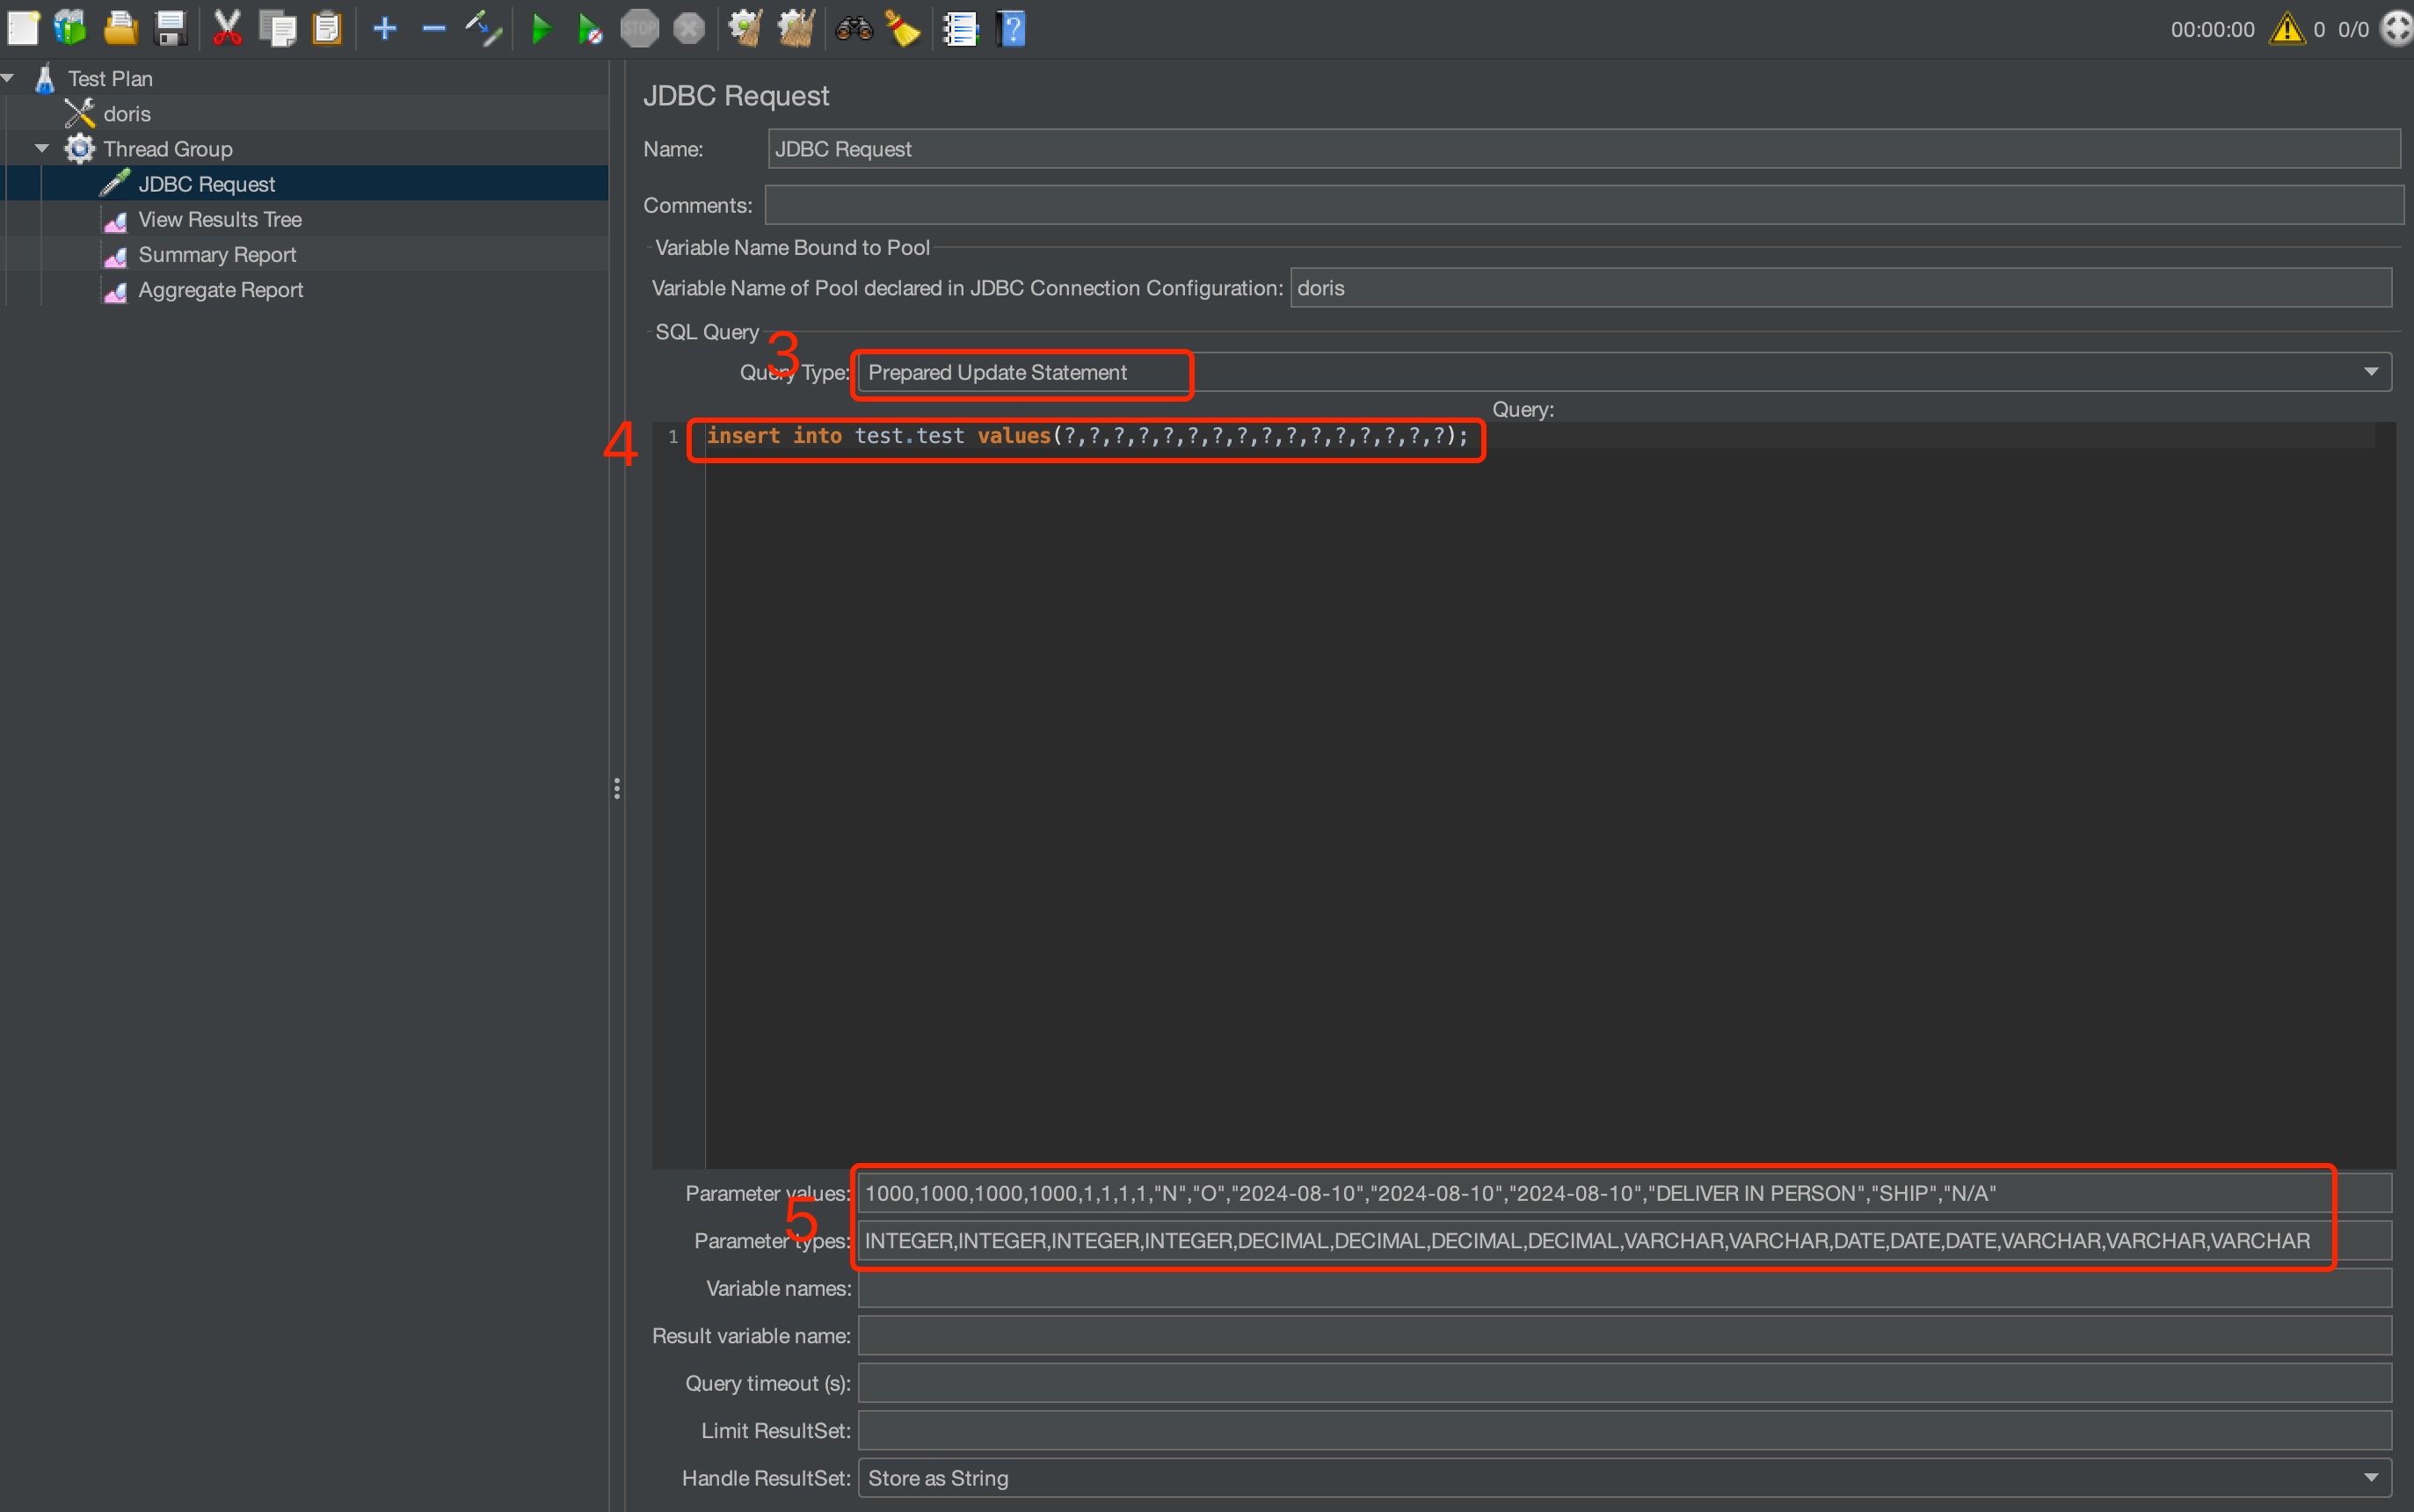 STOP
00:00:00 0 0/0
Test Plan
doris
Thread Group
JDBC Request
View Results Tree
Summary Report
Aggregate Report
JDBC Request
Name: JDBC Request
Comments:
Variable Name Bound to Pool
Variable Name of Pool declared in JDBC Connection Configuration: doris
SQL Query
3
Query Type: Prepared Update Statement
Query:
4
1 insert into test.test values(?,?,?,?,?,?,?,?,?,?,?,?,?,?,?,?);
Parameter values: 1000,1000,1000,1000,1,1,1,1,"N","O","2024-08-10","2024-08-10","2024-08-10","DELIVER IN PERSON","SHIP","N/A"
5
Parameter types: INTEGER,INTEGER,INTEGER,INTEGER,DECIMAL,DECIMAL,DECIMAL,DECIMAL,VARCHAR,VARCHAR,DATE,DATE,DATE,VARCHAR,VARCHAR,VARCHAR
Variable names:
Result variable name:
Query timeout (s):
Limit ResultSet:
Handle ResultSet: Store as String